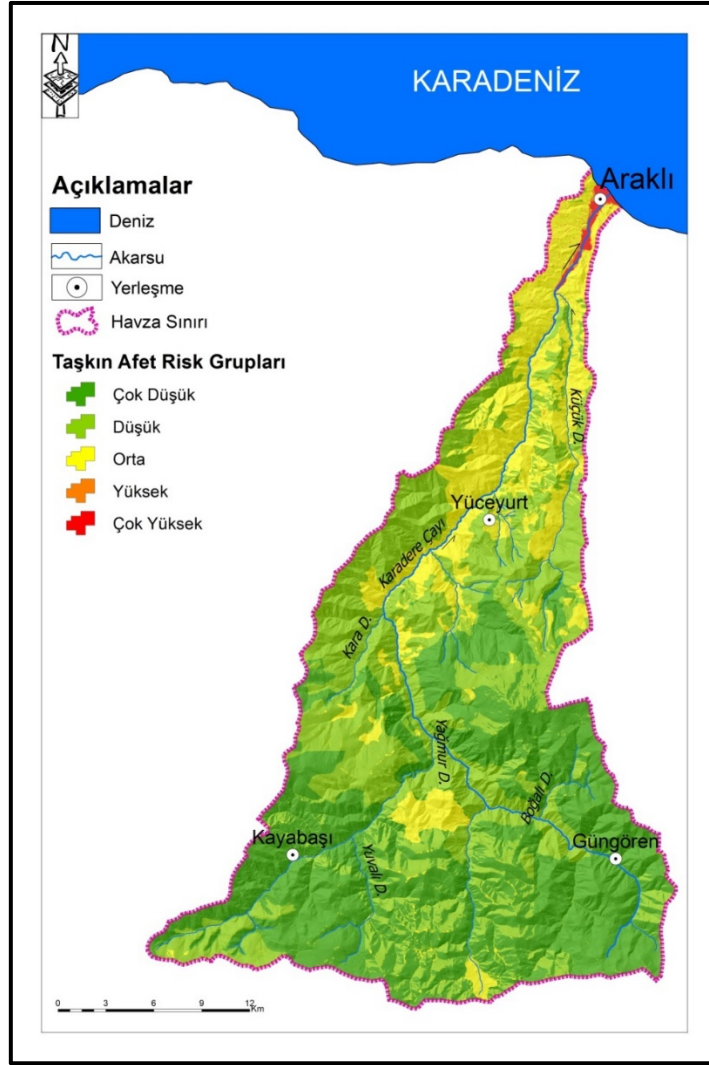 N
KARADENİZ
Araklı
Açıklamalar
Deniz
Akarsu
Yerleşme
Havza Sınırı
Taşkın Afet Risk Grupları
Çok Düşük
Düşük
Orta
Yüksek
Çok Yüksek
Küçük D.
Yüceyurt
Karadere Çayı
Kara D.
Yağmur D.
Boğalı D.
Kayabaşı
Güngören
Yuvalı D.
0 3 6 9 12
Km